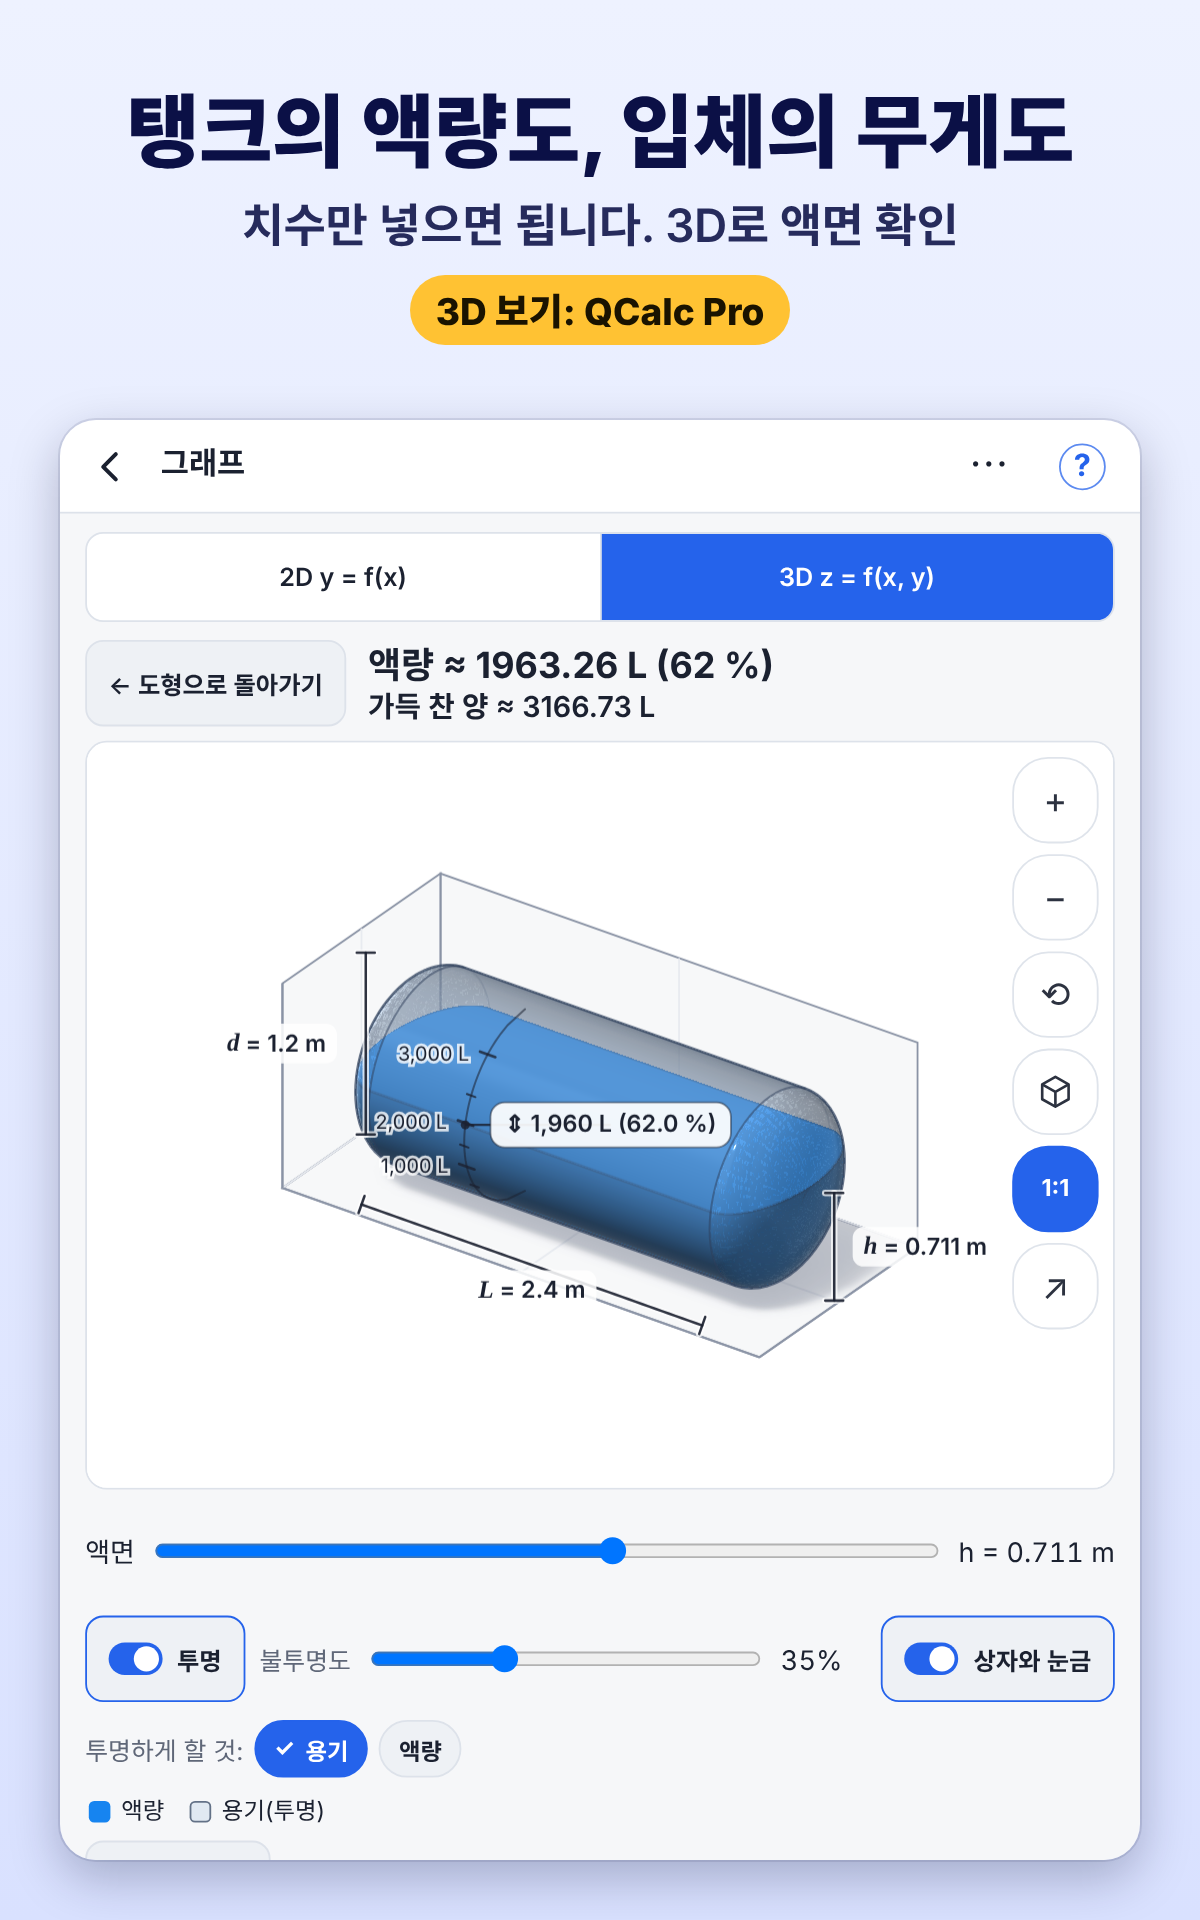 탱크의 액량도, 입체의 무게도
치수만 넣으면 됩니다. 3D로 액면 확인
3D 보기: QCalc Pro
그래프
?
2D y = f(x)
3D z = f(x, y)
← 도형으로 돌아가기
액량 ≈ 1963.26 L (62 %)
가득 찬 양 ≈ 3166.73 L
+
−
d = 1.2 m
3,000 L
2,000 L
⇕ 1,960 L (62.0 %)
1,000 L
1:1
h = 0.711 m
L = 2.4 m
액면
h = 0.711 m
투명
불투명도
35%
상자와 눈금
투명하게 할 것:
✓ 용기
액량
액량
용기(투명)